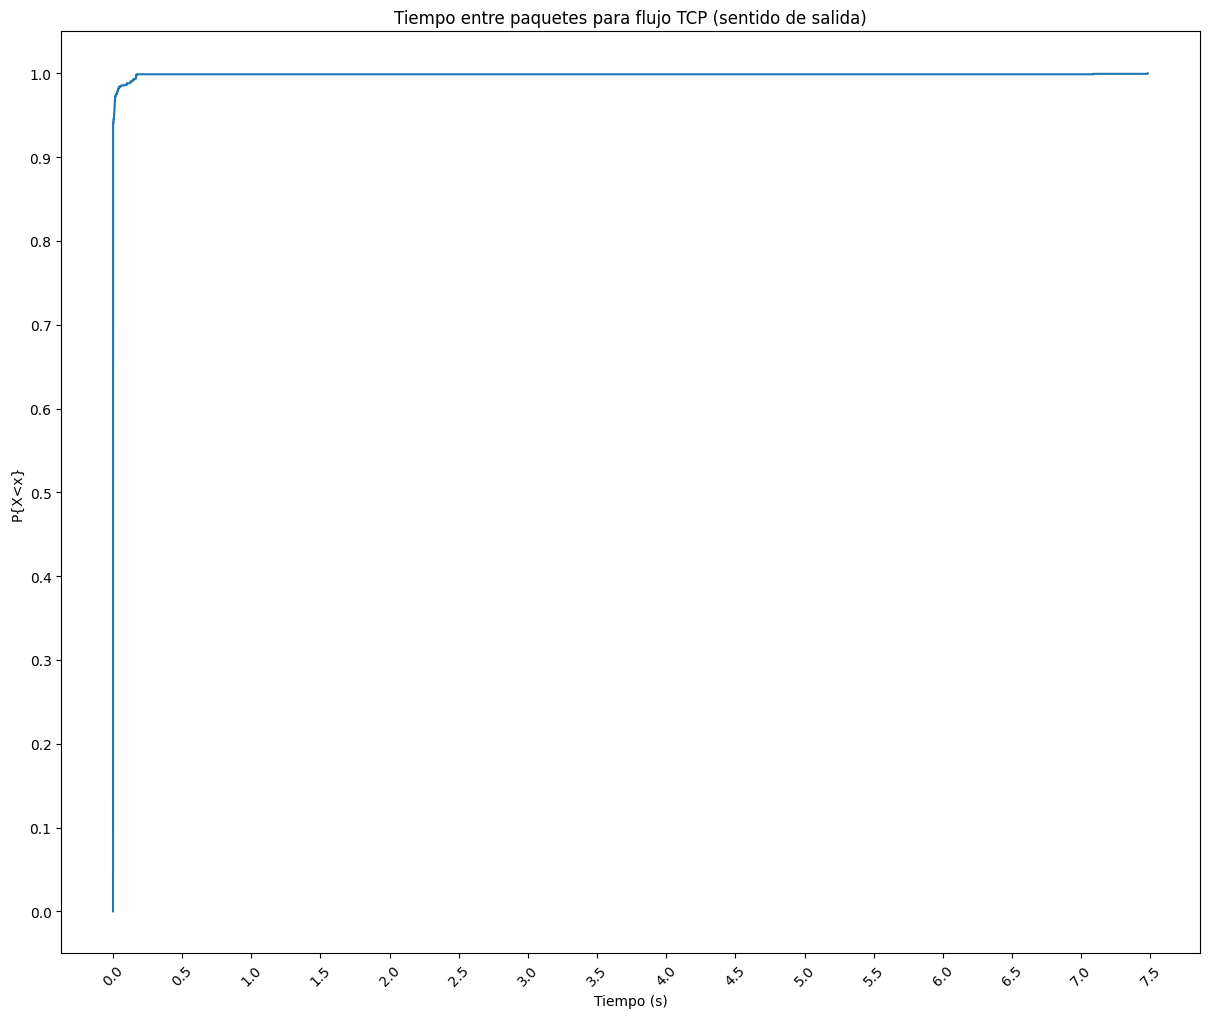 Tiempo entre paquetes para flujo TCP (sentido de salida)
1.0
0.9
0.8
0.7
0.6
0.5
0.4
0.3
0.2
0.1
0.0
P{X<x}
0.0 0.5 1.0 1.5 2.0 2.5 3.0 3.5 4.0 4.5 5.0 5.5 6.0 6.5 7.0 7.5
Tiempo (s)